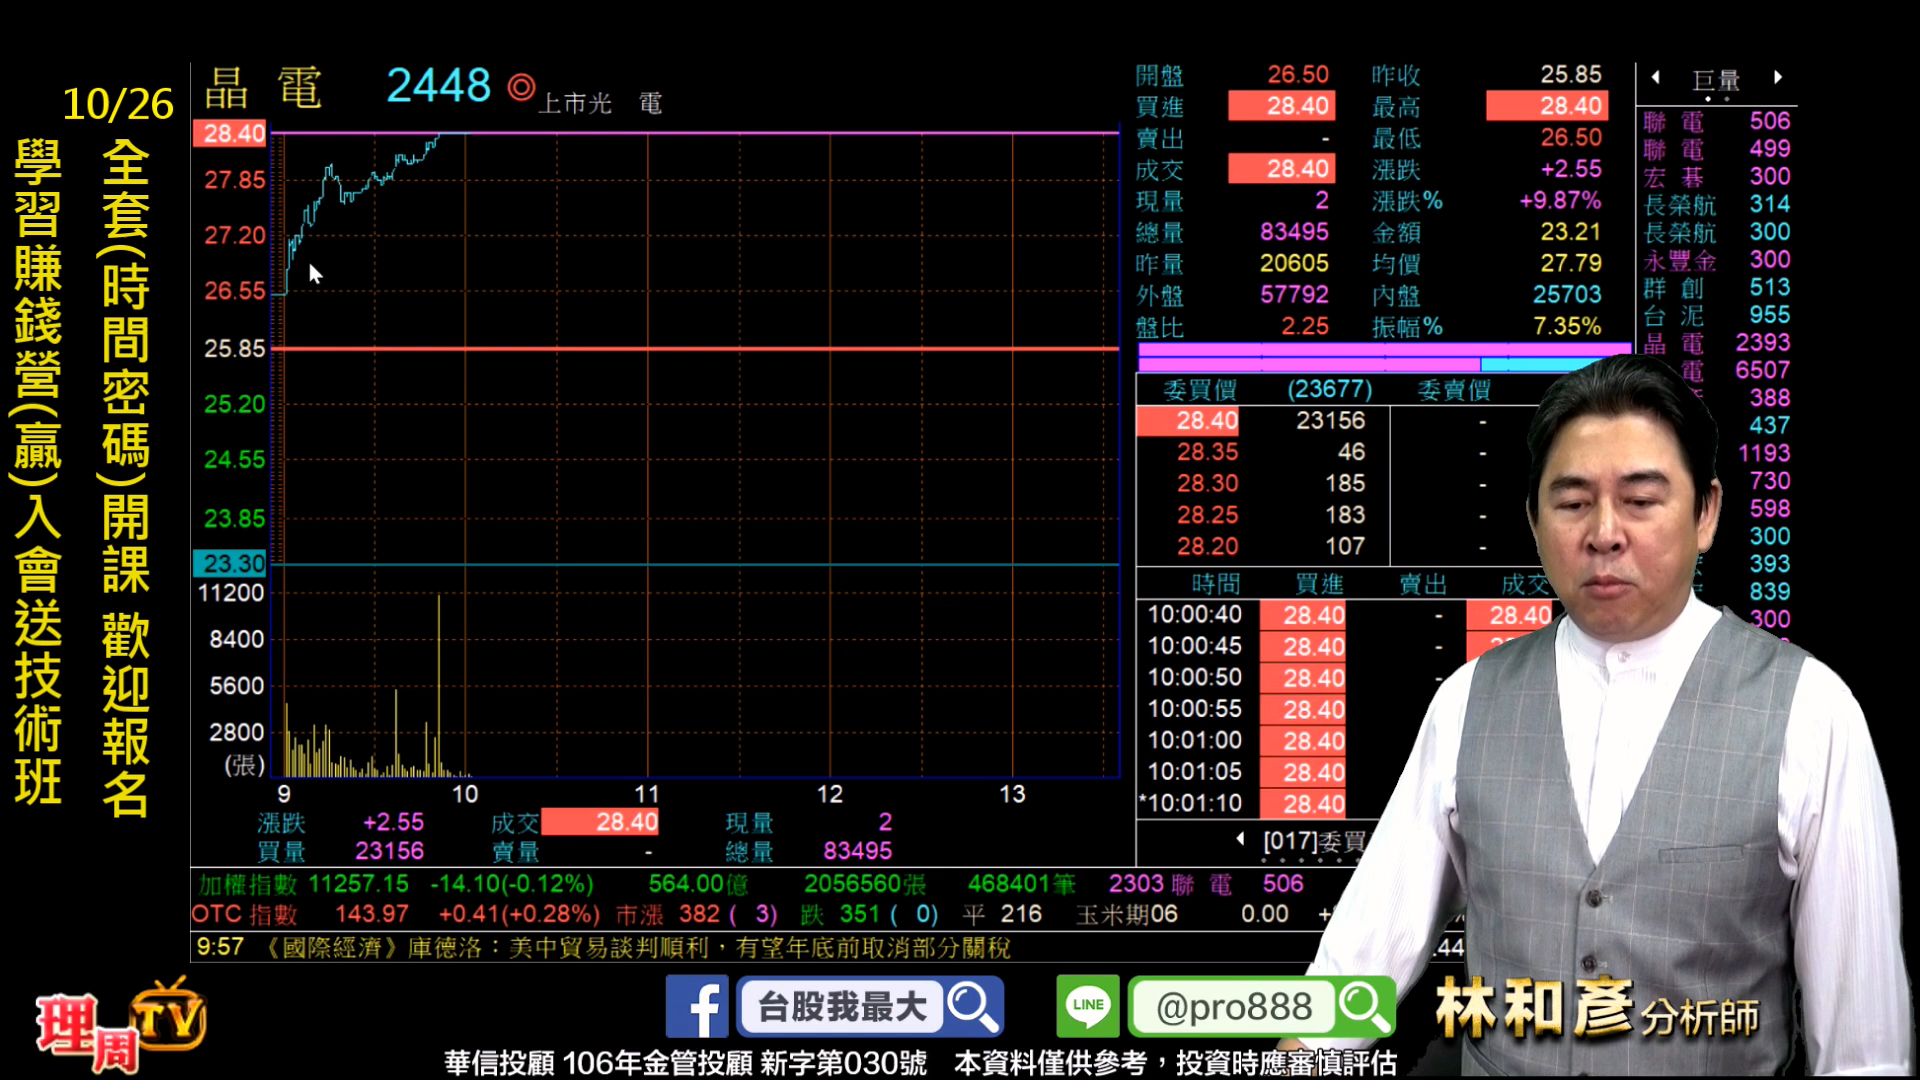 10/26
全套(時間密碼)開課 歡迎報名
學習賺錢營(贏)入會送技術班
晶 電 2448 ◎上市光 電
28.40
27.85
27.20
26.55
25.85
25.20
24.55
23.85
23.30
11200
8400
5600
2800
(張)
9 10 11 12 13
漲跌 +2.55 成交 28.40 現量 2
買量 23156 賣量 - 總量 83495
開盤 26.50 昨收 25.85
買進 28.40 最高 28.40
賣出 - 最低 26.50
成交 28.40 漲跌 +2.55
現量 2 漲跌% +9.87%
總量 83495 金額 23.21
昨量 20605 均價 27.79
外盤 57792 內盤 25703
盤比 2.25 振幅% 7.35%
委買價 (23677) 委賣價
28.40 23156 -
28.35 46 -
28.30 185 -
28.25 183 -
28.20 107 -
時間 買進 賣出 成交
10:00:40 28.40 - 28.40
10:00:45 28.40 -
10:00:50 28.40 -
10:00:55 28.40
10:01:00 28.40
10:01:05 28.40
*10:01:10 28.40
[017]委買
巨量
聯 電 506
聯 電 499
宏 碁 300
長榮航 314
長榮航 300
永豐金 300
群 創 513
台 泥 955
晶 電 2393
電 6507
388
437
1193
730
598
300
393
839
300
加權指數 11257.15 -14.10(-0.12%) 564.00億 2056560張 468401筆 2303 聯 電 506
OTC 指數 143.97 +0.41(+0.28%) 市漲 382 ( 3) 跌 351 ( 0) 平 216 玉米期06 0.00
9:57 《國際經濟》庫德洛：美中貿易談判順利，有望年底前取消部分關稅
理周TV
f 台股我最大
LINE @pro888
林和彥 分析師
華信投顧 106年金管投顧 新字第030號 本資料僅供參考，投資時應審慎評估